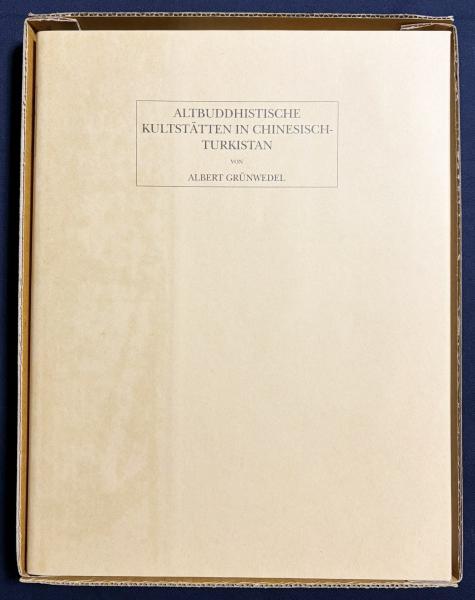 ALTBUDDHISTISCHE
KULTSTÄTTEN IN CHINESISCH-
TURKISTAN
VON
ALBERT GRÜNWEDEL